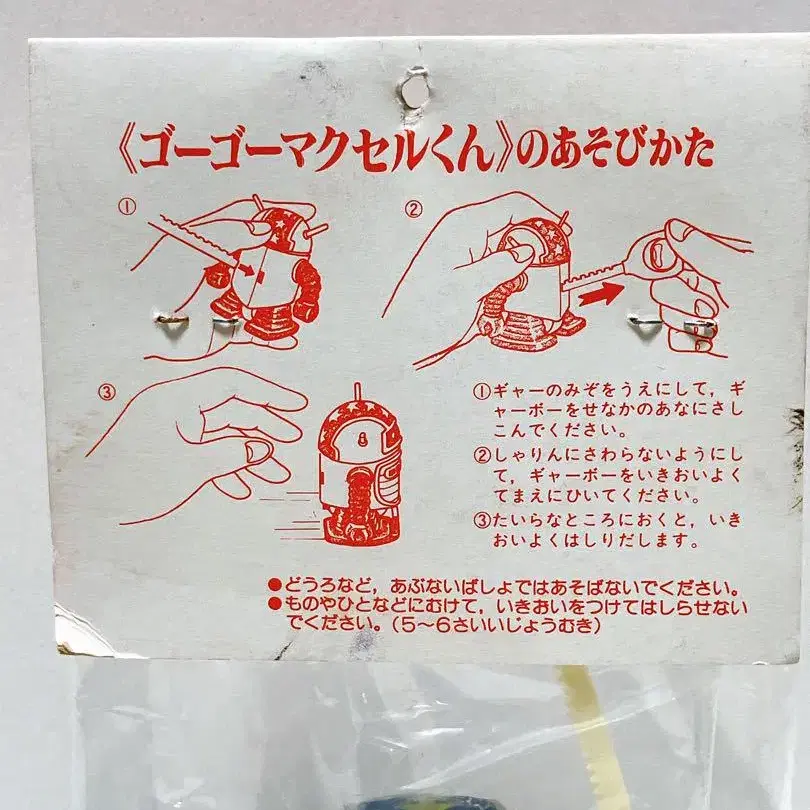 《ゴーゴーマクセルくん》のあそびかた
①
②
③
①ギャーのみぞをうえにして，ギ
ャーボーをせなかのあなにさし
こんでください。
②しゃりんにさわらないようにし
て，ギャーボーをいきおいよく
てまえにひいてください。
③たいらなところにおくと，いき
おいよくはしりだします。
●どうろなど，あぶないばしょではあそばないでください。
●ものやひとなどにむけて，いきおいをつけてはしらせない
でください。（5〜6さいいじょうむき）